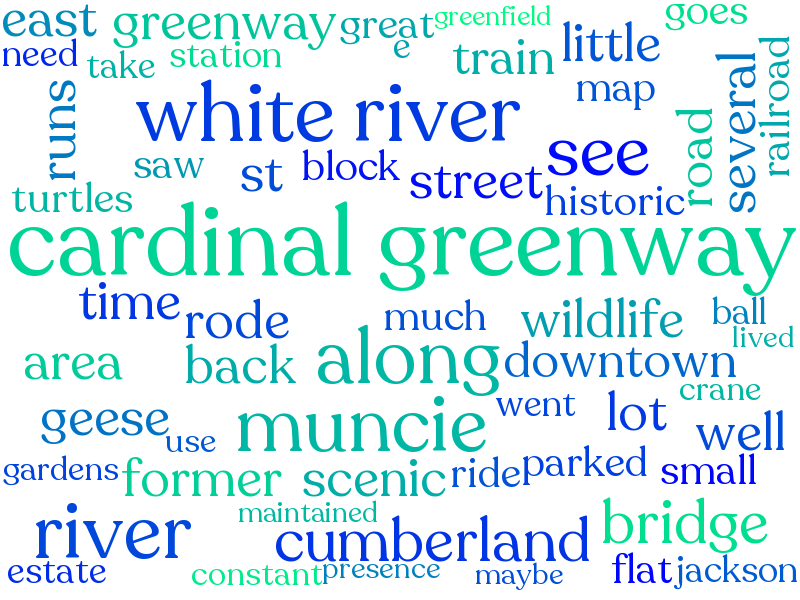 east greenway great greenfield goes
need take station e train little map
runs white river several railroad
saw st block street see road
turtles historic
cardinal greenway
time rode much wildlife ball lived
area back along downtown crane
geese use muncie went lot well
gardens former scenic ride parked small
river maintained cumberland bridge
estate constant presence maybe flat jackson